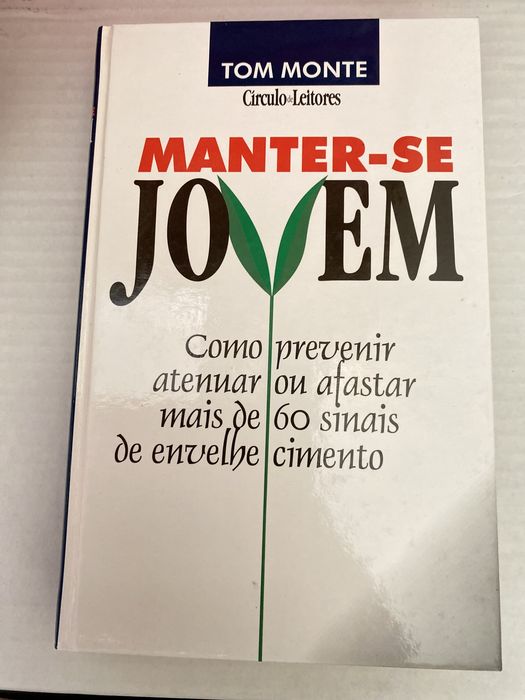 TOM MONTE
Círculo de Leitores
MANTER-SE
JOVEM
Como prevenir
atenuar ou afastar
mais de 60 sinais
de envelhe cimento